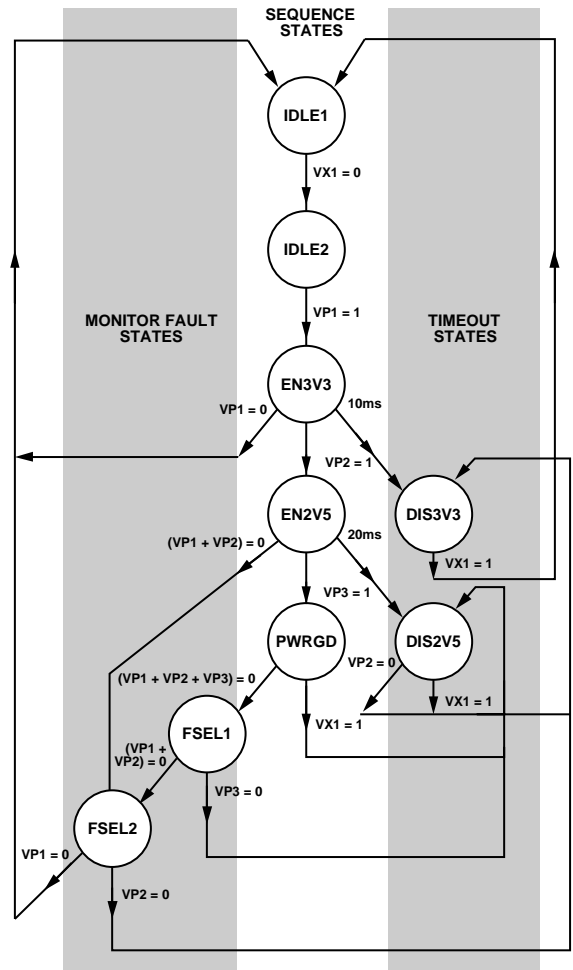 SEQUENCE
STATES
IDLE1
VX1 = 0
IDLE2
VP1 = 1
MONITOR FAULT
STATES
TIMEOUT
STATES
EN3V3
10ms
VP1 = 0
VP2 = 1
DIS3V3
EN2V5
20ms
(VP1 + VP2) = 0
VX1 = 1
VP3 = 1
PWRGD
DIS2V5
VP2 = 0
(VP1 + VP2 + VP3) = 0
VX1 = 1
VX1 = 1
FSEL1
(VP1 +
VP2) = 0
VP3 = 0
FSEL2
VP1 = 0
VP2 = 0